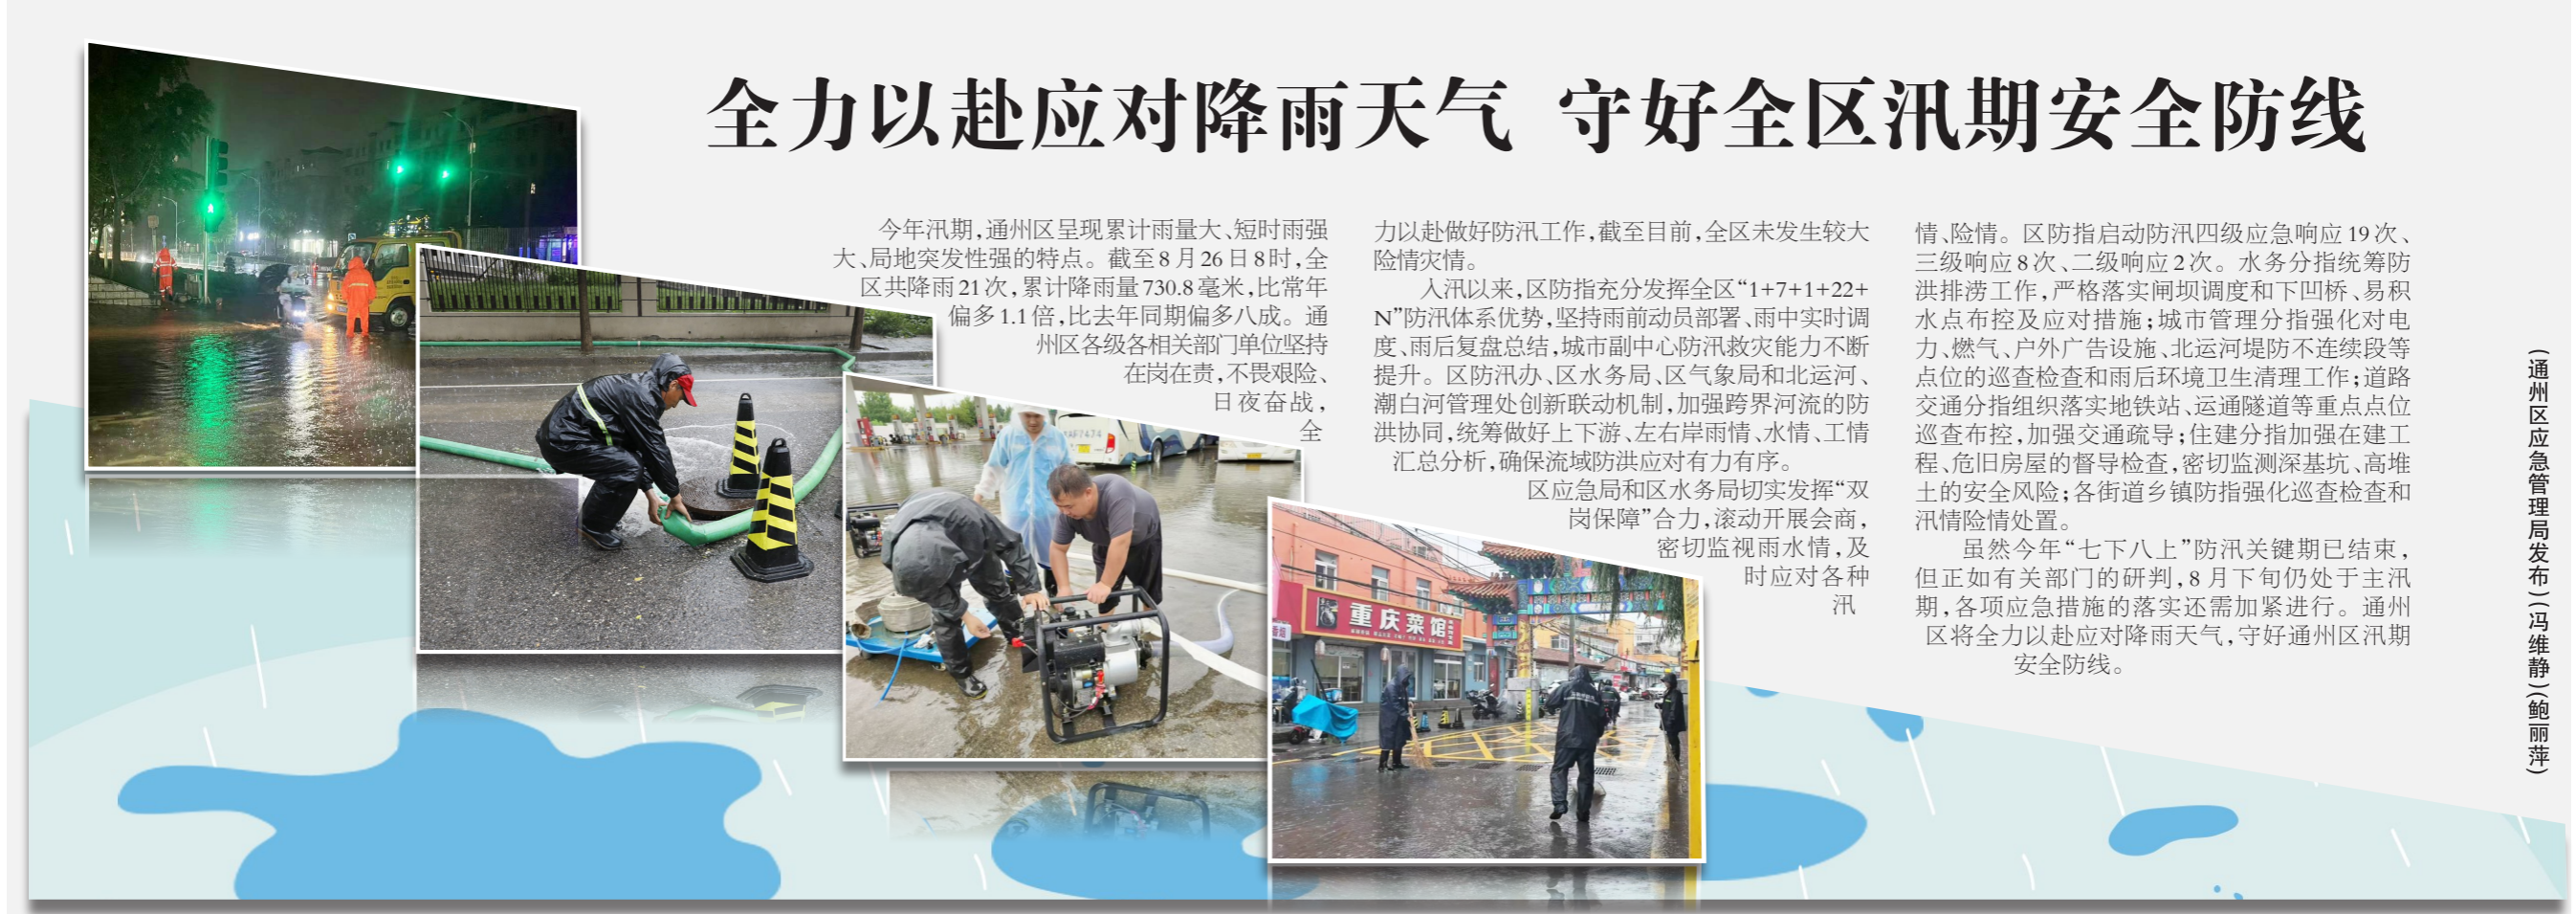 全力以赴应对降雨天气 守好全区汛期安全防线
今年汛期，通州区呈现累计雨量大、短时雨强
大、局地突发性强的特点。截至8月26日8时，全
区共降雨21次，累计降雨量730.8毫米，比常年
偏多1.1倍，比去年同期偏多八成。通
州区各级各相关部门单位坚持
在岗在责，不畏艰险、
日夜奋战，
全
力以赴做好防汛工作，截至目前，全区未发生较大
险情灾情。
入汛以来，区防指充分发挥全区“1+7+1+22+
N”防汛体系优势，坚持雨前动员部署、雨中实时调
度、雨后复盘总结，城市副中心防汛救灾能力不断
提升。区防汛办、区水务局、区气象局和北运河、
潮白河管理处创新联动机制，加强跨界河流的防
洪协同，统筹做好上下游、左右岸雨情、水情、工情
汇总分析，确保流域防洪应对有力有序。
区应急局和区水务局切实发挥“双
岗保障”合力，滚动开展会商，
密切监视雨水情，及
时应对各种
汛
情、险情。区防指启动防汛四级应急响应19次、
三级响应8次、二级响应2次。水务分指统筹防
洪排涝工作，严格落实闸坝调度和下凹桥、易积
水点布控及应对措施；城市管理分指强化对电
力、燃气、户外广告设施、北运河堤防不连续段等
点位的巡查检查和雨后环境卫生清理工作；道路
交通分指组织落实地铁站、运通隧道等重点点位
巡查布控，加强交通疏导；住建分指加强在建工
程、危旧房屋的督导检查，密切监测深基坑、高堆
土的安全风险；各街道乡镇防指强化巡查检查和
汛情险情处置。
虽然今年“七下八上”防汛关键期已结束，
但正如有关部门的研判，8月下旬仍处于主汛
期，各项应急措施的落实还需加紧进行。通州
区将全力以赴应对降雨天气，守好通州区汛期
安全防线。
（通州区应急管理局发布）（冯维静）（鲍丽萍）
重庆菜馆